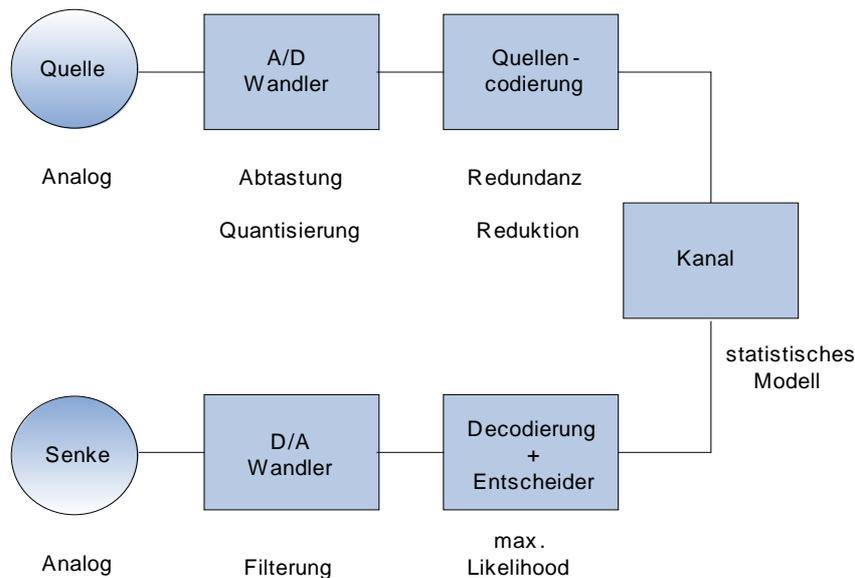 Quelle
A/D
Wandler
Quellen-
codierung
Analog
Abtastung
Redundanz
Quantisierung
Reduktion
Kanal
statistisches
Modell
Senke
D/A
Wandler
Decodierung
+
Entscheider
Analog
Filterung
max.
Likelihood